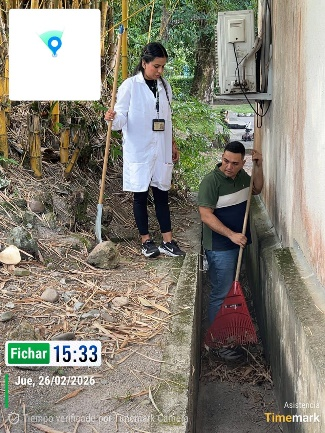 Fichar 15:33
Jue, 26/02/2026
Tiempo verificado por Timemark Camera
Asistencia
Timemark